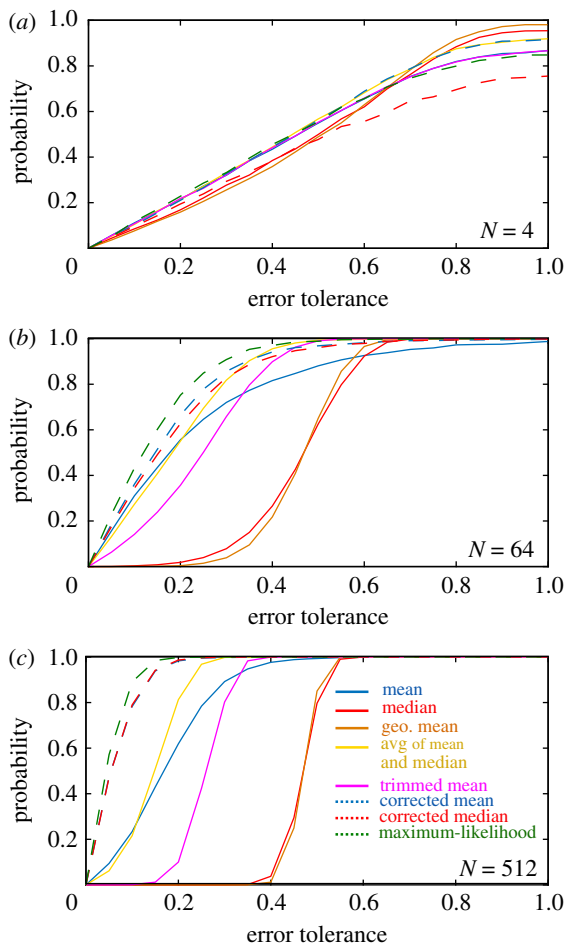 (a)
1.0
0.8
0.6
0.4
0.2
probability
N = 4
0 0.2 0.4 0.6 0.8 1.0
error tolerance
(b)
1.0
0.8
0.6
0.4
0.2
probability
N = 64
0 0.2 0.4 0.6 0.8 1.0
error tolerance
(c)
1.0
0.8
0.6
0.4
0.2
probability
mean
median
geo. mean
avg of mean
and median
trimmed mean
corrected mean
corrected median
maximum-likelihood
N = 512
0 0.2 0.4 0.6 0.8 1.0
error tolerance